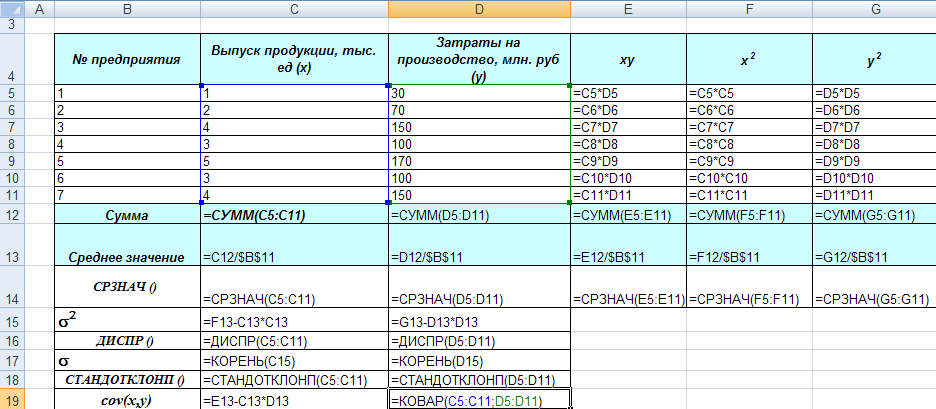 A B C D E F G
3
4 № предприятия Выпуск продукции, тыс. ед (x) Затраты на производство, млн. руб (y) xy x² y²
5 1 1 30 =C5*D5 =C5*C5 =D5*D5
6 2 2 70 =C6*D6 =C6*C6 =D6*D6
7 3 4 150 =C7*D7 =C7*C7 =D7*D7
8 4 3 100 =C8*D8 =C8*C8 =D8*D8
9 5 5 170 =C9*D9 =C9*C9 =D9*D9
10 6 3 100 =C10*D10 =C10*C10 =D10*D10
11 7 4 150 =C11*D11 =C11*C11 =D11*D11
12 Сумма =СУММ(C5:C11) =СУММ(D5:D11) =СУММ(E5:E11) =СУММ(F5:F11) =СУММ(G5:G11)
13 Среднее значение =C12/$B$11 =D12/$B$11 =E12/$B$11 =F12/$B$11 =G12/$B$11
14 СРЗНАЧ () =СРЗНАЧ(C5:C11) =СРЗНАЧ(D5:D11) =СРЗНАЧ(E5:E11) =СРЗНАЧ(F5:F11) =СРЗНАЧ(G5:G11)
15 σ² =F13-C13*C13 =G13-D13*D13
16 ДИСПР () =ДИСПР(C5:C11) =ДИСПР(D5:D11)
17 σ =КОРЕНЬ(C15) =КОРЕНЬ(D15)
18 СТАНДОТКЛОНП () =СТАНДОТКЛОНП(C5:C11) =СТАНДОТКЛОНП(D5:D11)
19 cov(x,y) =E13-C13*D13 =КОВАР(C5:C11;D5:D11)